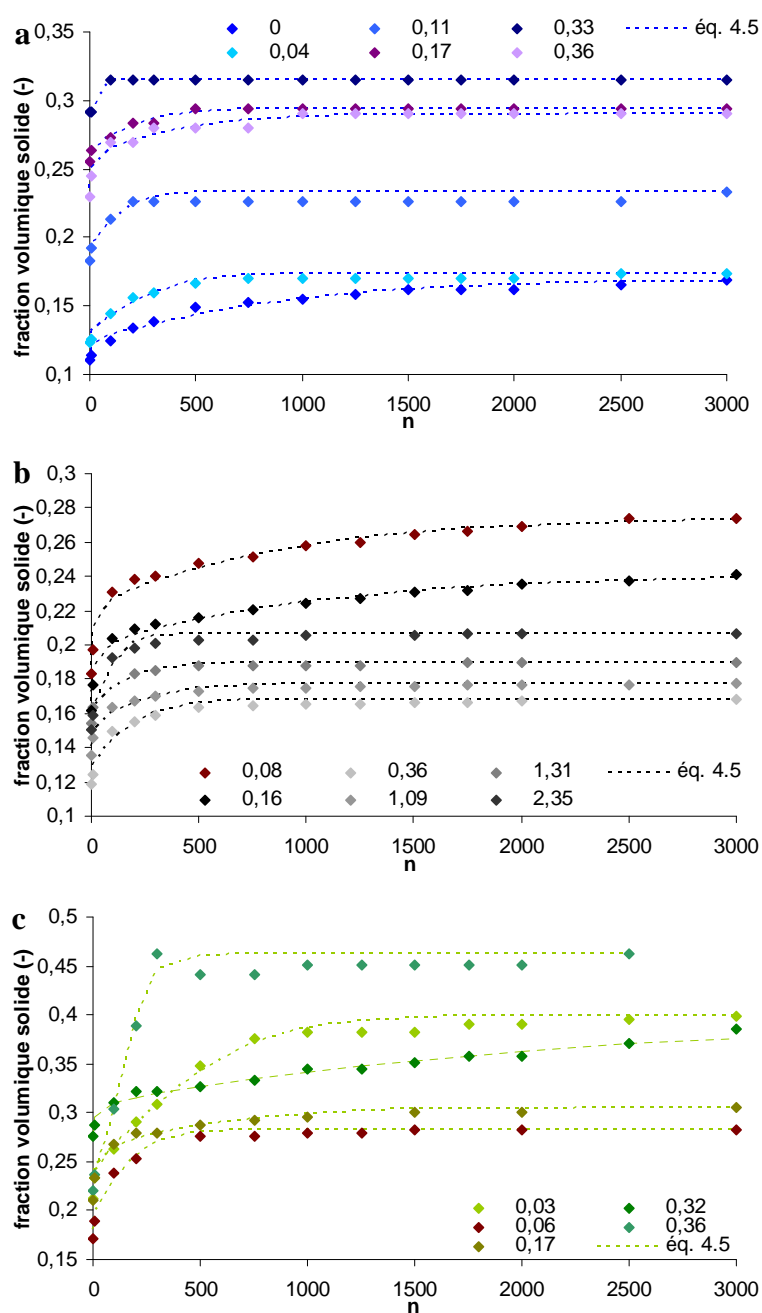 a
0 0,11 0,33 éq. 4.5
0,04 0,17 0,36
fraction volumique solide (-)
0,35
0,3
0,25
0,2
0,15
0,1
0 500 1000 1500 2000 2500 3000
n
b
fraction volumique solide (-)
0,3
0,28
0,26
0,24
0,22
0,2
0,18
0,16
0,14
0,12
0,1
0,08 0,36 1,31 éq. 4.5
0,16 1,09 2,35
0 500 1000 1500 2000 2500 3000
n
c
fraction volumique solide (-)
0,5
0,45
0,4
0,35
0,3
0,25
0,2
0,15
0,03 0,32
0,06 0,36
0,17 éq. 4.5
0 500 1000 1500 2000 2500 3000
n